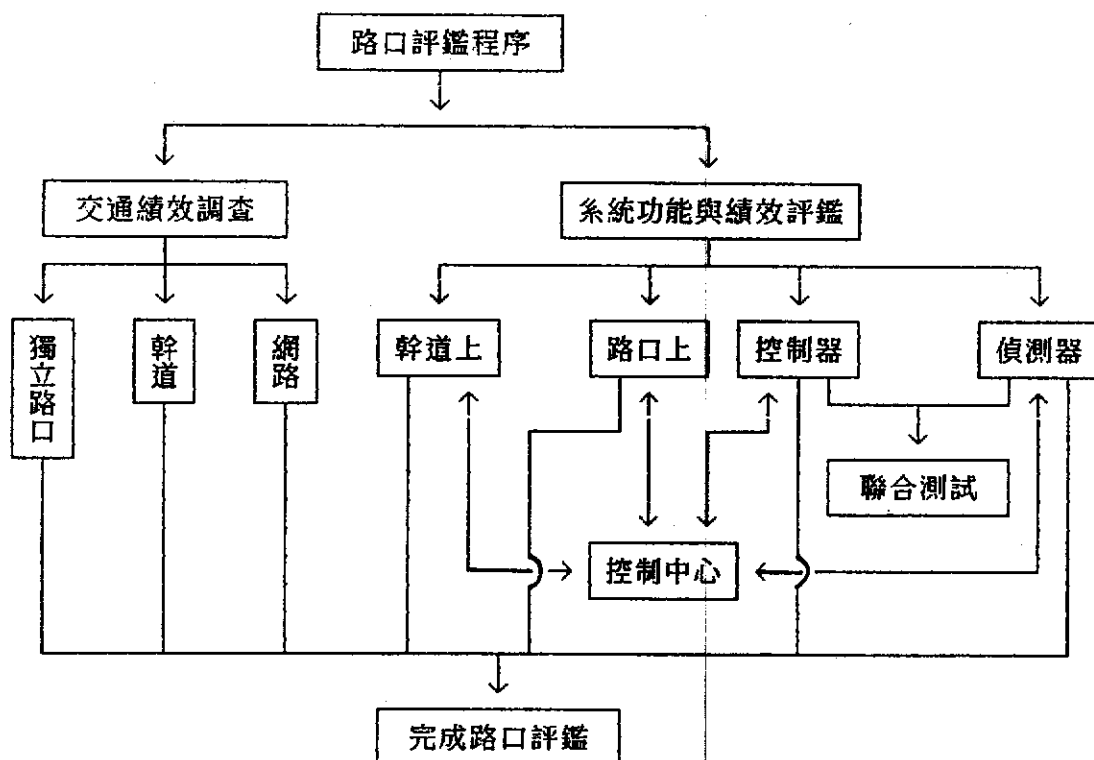 路口評鑑程序
交通績效調查
系統功能與績效評鑑
獨立路口
幹道
網路
幹道上
路口上
控制器
偵測器
聯合測試
控制中心
完成路口評鑑